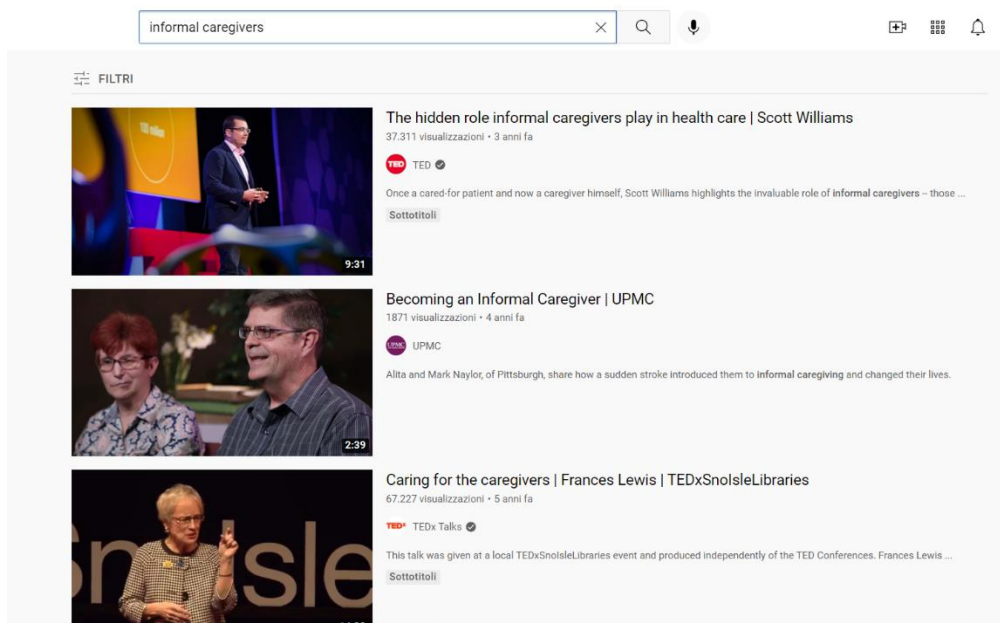 informal caregivers
FILTRI
The hidden role informal caregivers play in health care | Scott Williams
37.311 visualizzazioni • 3 anni fa
TED
TED
Once a cared-for patient and now a caregiver himself, Scott Williams highlights the invaluable role of informal caregivers – those ...
Sottotitoli
9:31
Becoming an Informal Caregiver | UPMC
1871 visualizzazioni • 4 anni fa
UPMC
UPMC
Alita and Mark Naylor, of Pittsburgh, share how a sudden stroke introduced them to informal caregiving and changed their lives.
2:39
Caring for the caregivers | Frances Lewis | TEDxSnoIsleLibraries
67.227 visualizzazioni • 5 anni fa
TEDx
TEDx Talks
This talk was given at a local TEDxSnoIsleLibraries event and produced independently of the TED Conferences. Frances Lewis ...
Sottotitoli
SnoIsle